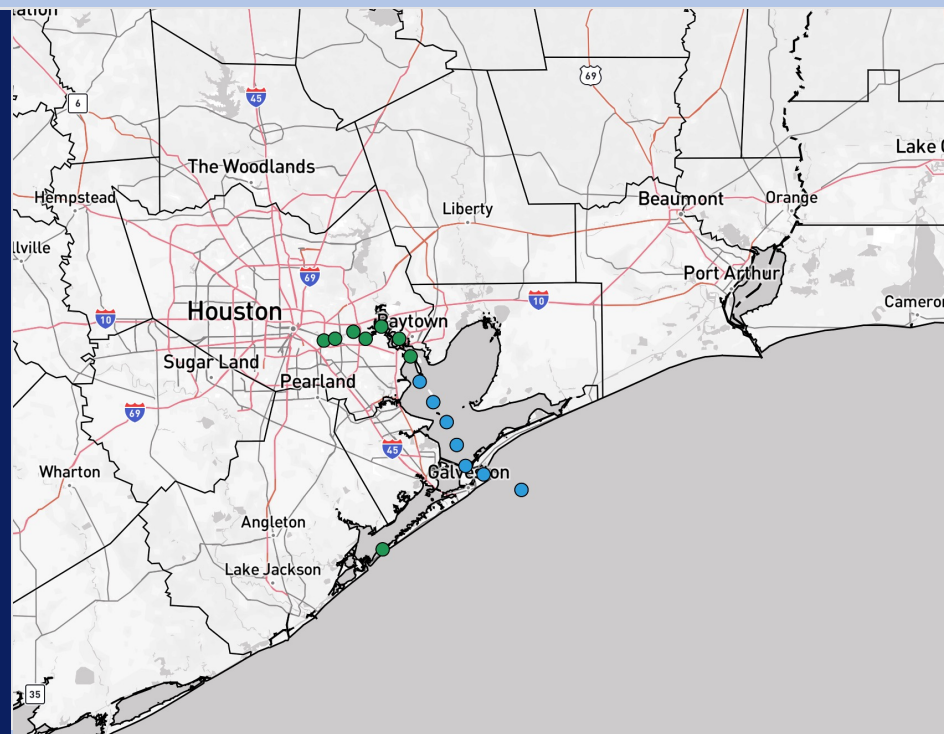 69
6
45
The Woodlands
Lake
Hempstead
Liberty
Beaumont
Orange
llville
69
Port Arthur
10
Houston
10
Baytown
Cameron
Sugar Land
Pearland
69
45
Galveston
Wharton
Angleton
Lake Jackson
35